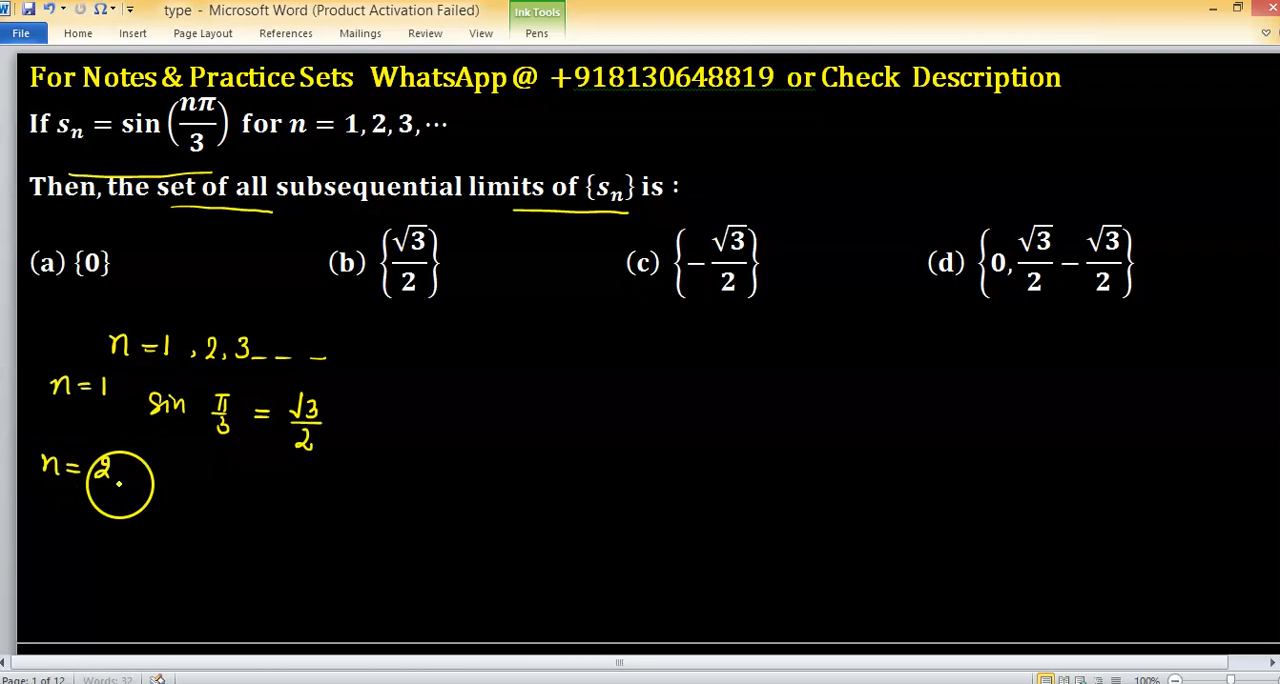 type - Microsoft Word (Product Activation Failed)
Ink Tools
File Home Insert Page Layout References Mailings Review View Pens
For Notes & Practice Sets WhatsApp @ +918130648819 or Check Description
If sₙ = sin(nπ/3) for n = 1, 2, 3, ⋯
Then, the set of all subsequential limits of {sₙ} is :
(a) {0} (b) {√3/2} (c) {−√3/2} (d) {0, √3/2 − √3/2}
n = 1 , 2, 3_ _ _
n = 1 Sin π/3 = √3/2
n = 2
Page: 1 of 12 Words: 32 100%